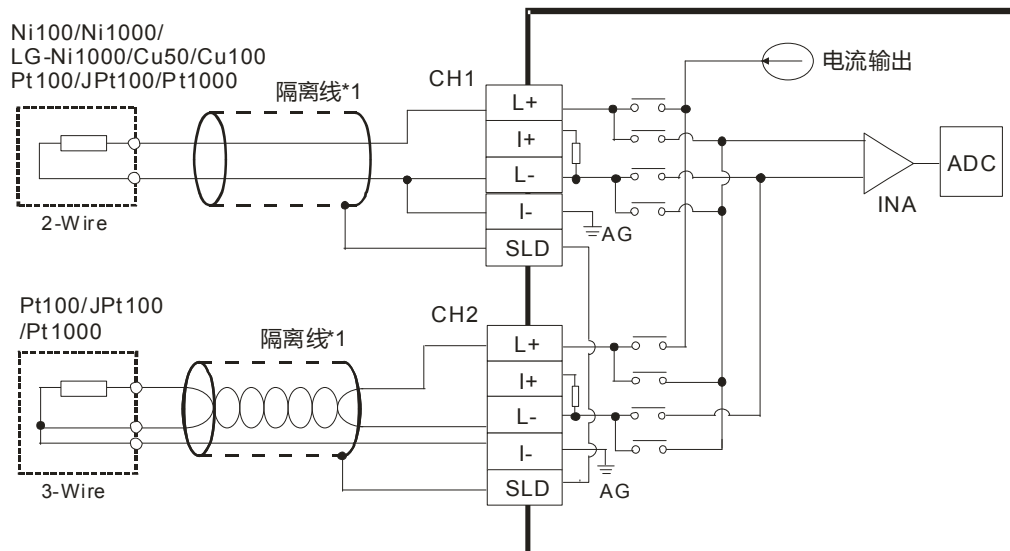 Ni100/Ni1000/
LG-Ni1000/Cu50/Cu100
Pt100/JPt100/Pt1000
隔离线*1
CH1
电流输出
L+
I+
L-
I-
SLD
AG
INA
ADC
2-Wire
Pt100/JPt100
/Pt1000
隔离线*1
CH2
L+
I+
L-
I-
SLD
AG
3-Wire